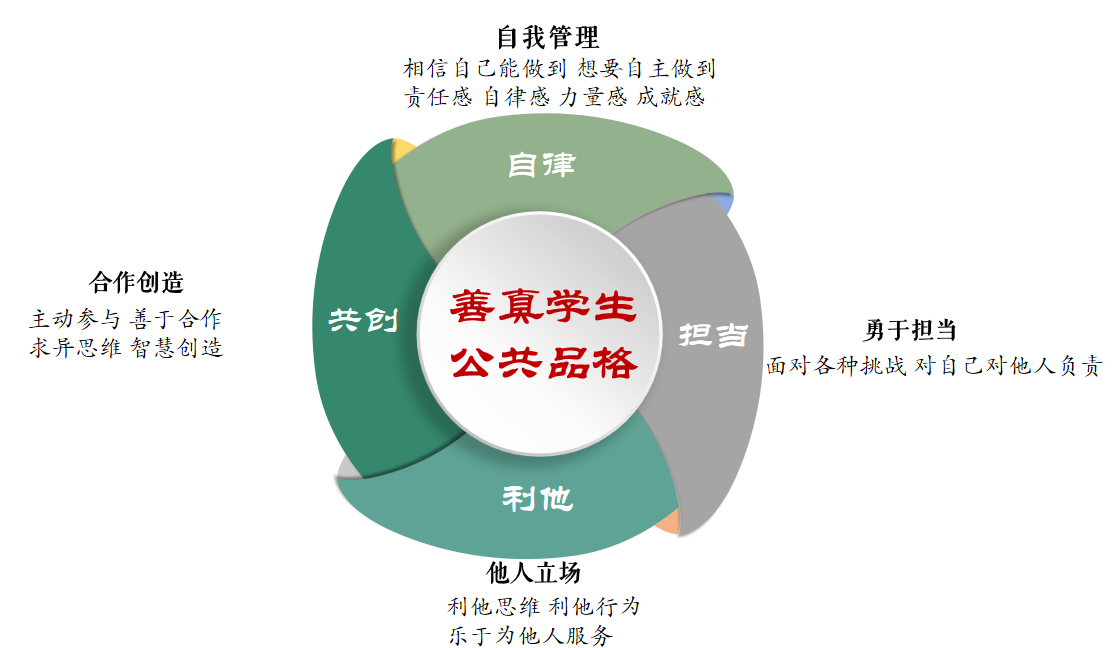 自我管理
相信自己能做到 想要自主做到
责任感 自律感 力量感 成就感
自律
合作创造
主动参与 善于合作
求异思维 智慧创造
共创
善真学生
公共品格
担当
勇于担当
面对各种挑战 对自己对他人负责
利他
他人立场
利他思维 利他行为
乐于为他人服务